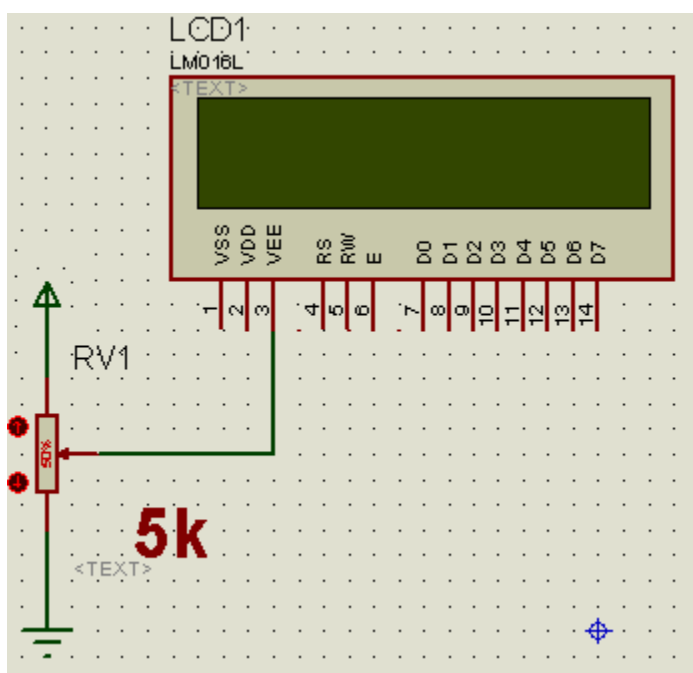 LCD1
LM016L
<TEXT>
VSS VDD VEE RS RW E D0 D1 D2 D3 D4 D5 D6 D7
1 2 3 4 5 6 7 8 9 10 11 12 13 14
RV1
50%
5k
<TEXT>